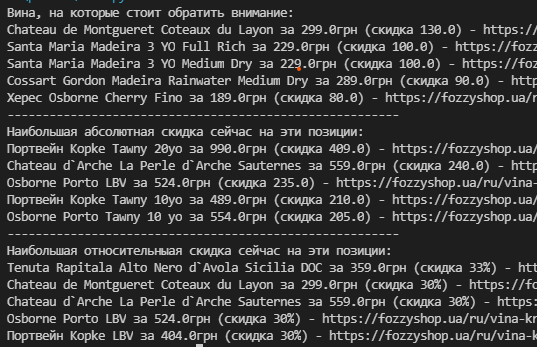 Вина, на которые стоит обратить внимание:
Chateau de Montgueret Coteaux du Layon за 299.0грн (скидка 130.0) - https://
Santa Maria Madeira 3 YO Full Rich за 229.0грн (скидка 100.0) - https://fozz
Santa Maria Madeira 3 YO Medium Dry за 229.0грн (скидка 100.0) - https://foz
Cossart Gordon Madeira Rainwater Medium Dry за 289.0грн (скидка 90.0) - http
Херес Osborne Cherry Fino за 189.0грн (скидка 80.0) - https://fozzyshop.ua/r
--------------------------------------------------------
Наибольшая абсолютная скидка сейчас на эти позиции:
Портвейн Kopke Tawny 20yo за 990.0грн (скидка 409.0) - https://fozzyshop.ua/
Chateau d`Arche La Perle d`Arche Sauternes за 559.0грн (скидка 240.0) - http
Osborne Porto LBV за 524.0грн (скидка 235.0) - https://fozzyshop.ua/ru/vina-
Портвейн Kopke Tawny 10yo за 489.0грн (скидка 210.0) - https://fozzyshop.ua/
Osborne Porto Tawny 10 yo за 554.0грн (скидка 205.0) - https://fozzyshop.ua/
--------------------------------------------------------
Наибольшая относительныая скидка сейчас на эти позиции:
Tenuta Rapitala Alto Nero d`Avola Sicilia DOC за 359.0грн (скидка 33%) - htt
Chateau de Montgueret Coteaux du Layon за 299.0грн (скидка 30%) - https://fo
Chateau d`Arche La Perle d`Arche Sauternes за 559.0грн (скидка 30%) - https:
Osborne Porto LBV за 524.0грн (скидка 30%) - https://fozzyshop.ua/ru/vina-kr
Портвейн Kopke LBV за 404.0грн (скидка 30%) - https://fozzyshop.ua/ru/vina-k